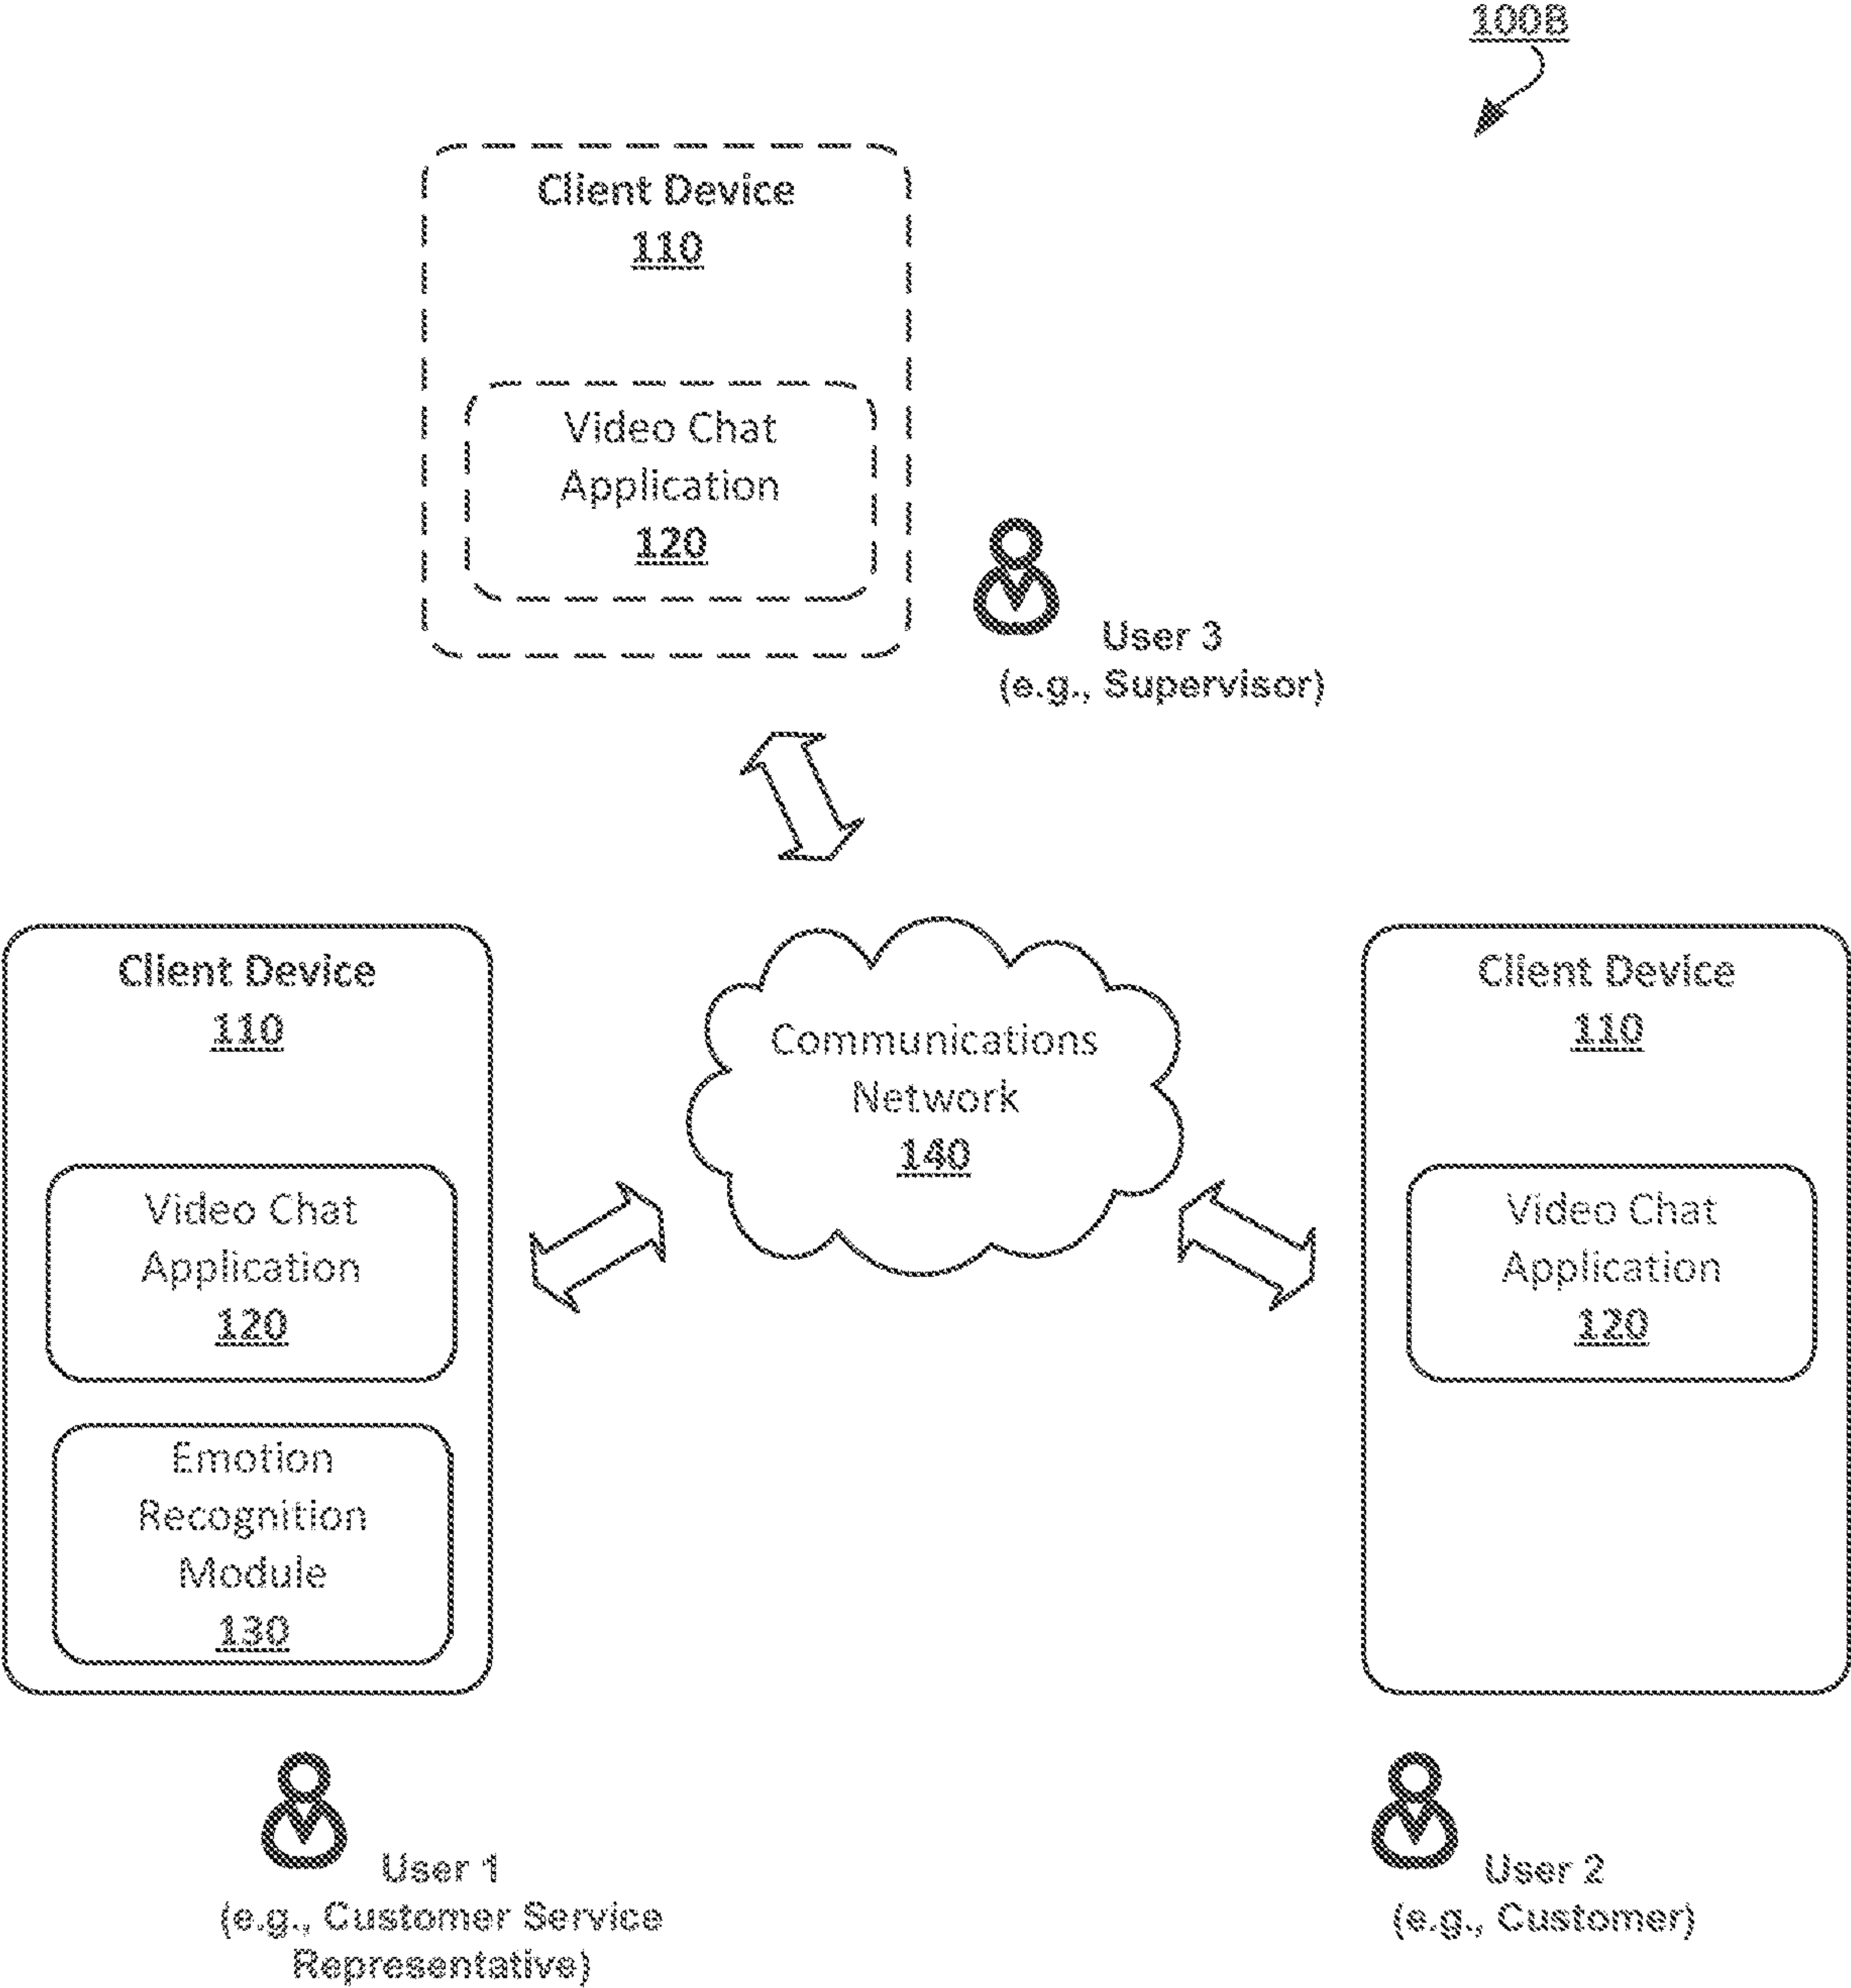 100B
Client Device
110
Video Chat
Application
120
User 3
(e.g., Supervisor)
Client Device
110
Video Chat
Application
120
Emotion
Recognition
Module
130
Communications
Network
140
Client Device
110
Video Chat
Application
120
User 1
(e.g., Customer Service
Representative)
User 2
(e.g., Customer)